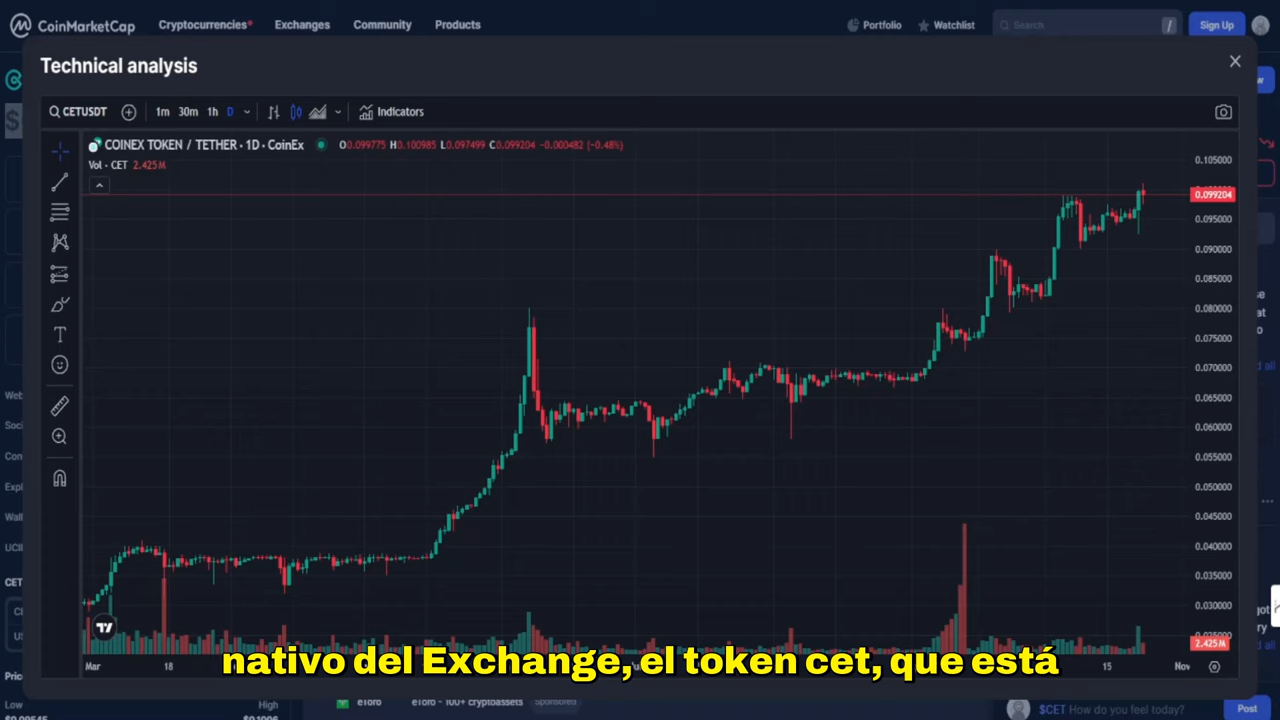 CoinMarketCap Cryptocurrencies Exchanges Community Products Portfolio Watchlist Search / Sign Up
Technical analysis
CETUSDT 1m 30m 1h D Indicators
COINEX TOKEN / TETHER · 1D · CoinEx O0.099775 H0.100985 L0.097499 C0.099204 -0.000482 (-0.48%)
Vol · CET 2.425M
0.105000
0.099204
0.095000
0.090000
0.085000
0.080000
0.075000
0.070000
0.065000
0.060000
0.055000
0.050000
0.045000
0.040000
0.035000
0.030000
2.425M
Mar 18 15 Nov
nativo del Exchange, el token cet, que está
eToro eToro - 100+ cryptoassets Sponsored
High
$CET How do you feel today? Post